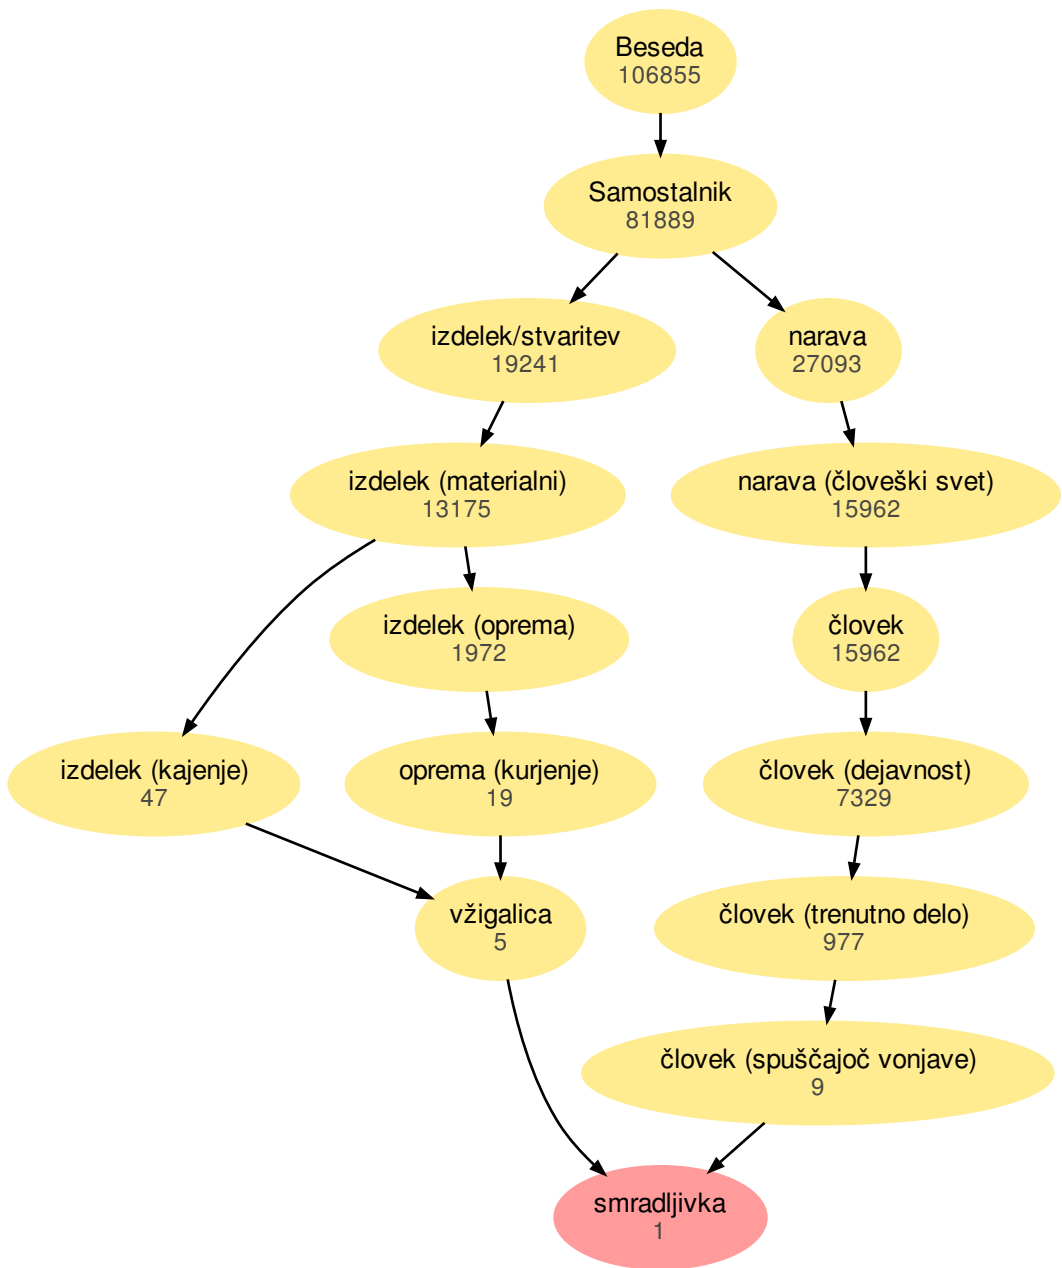 Beseda
106855
Samostalnik
81889
izdelek/stvaritev
19241
narava
27093
izdelek (materialni)
13175
narava (človeški svet)
15962
izdelek (oprema)
1972
človek
15962
izdelek (kajenje)
47
oprema (kurjenje)
19
človek (dejavnost)
7329
vžigalica
5
človek (trenutno delo)
977
človek (spuščajoč vonjave)
9
smradljivka
1